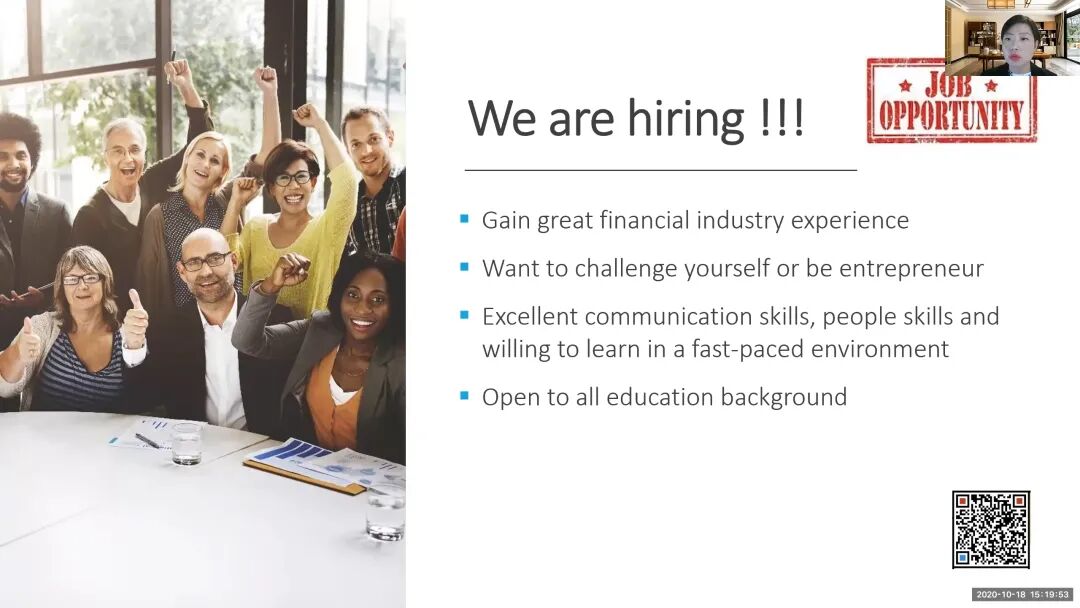 We are hiring !!!
JOB
OPPORTUNITY
Gain great financial industry experience
Want to challenge yourself or be entrepreneur
Excellent communication skills, people skills and
willing to learn in a fast-paced environment
Open to all education background
2020-10-18 15:19:53